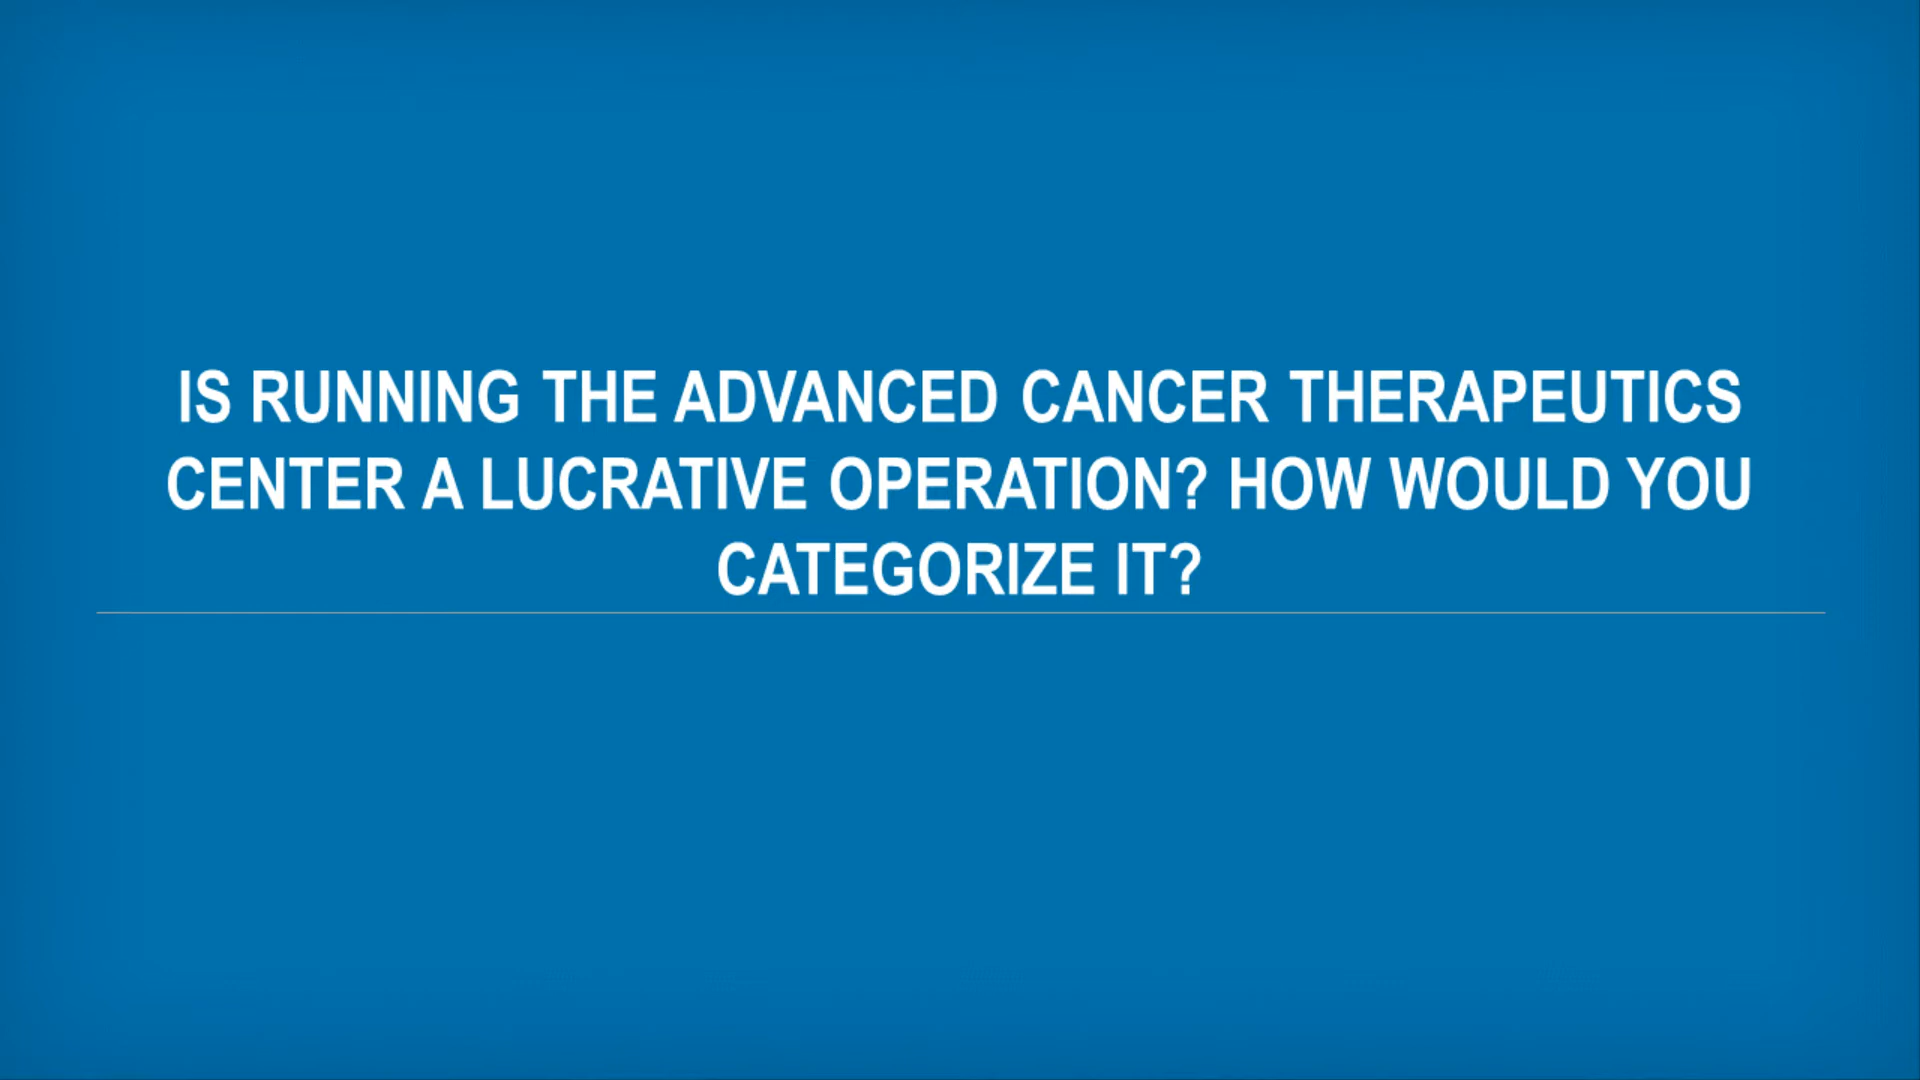 IS RUNNING THE ADVANCED CANCER THERAPEUTICS
CENTER A LUCRATIVE OPERATION? HOW WOULD YOU
CATEGORIZE IT?